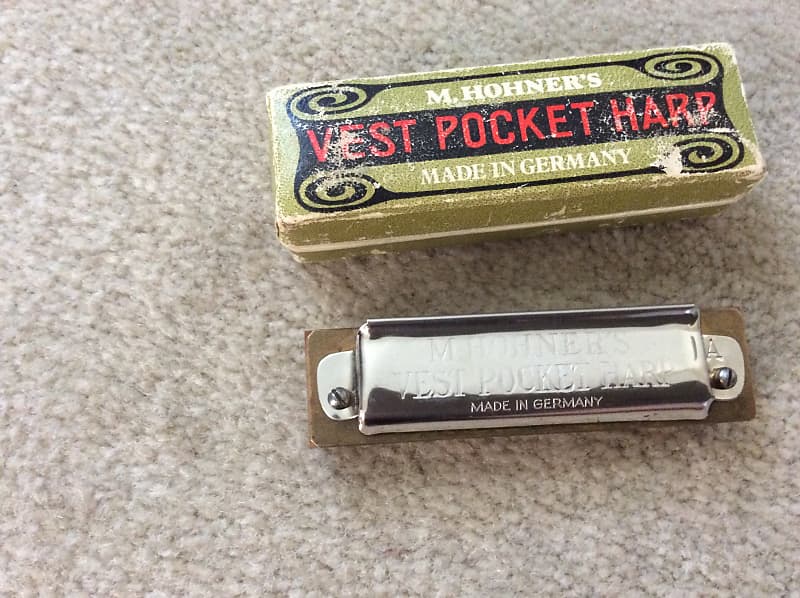 M. HOHNER'S
VEST POCKET HARP
MADE IN GERMANY
M. HOHNER'S
VEST POCKET HARP
MADE IN GERMANY
A